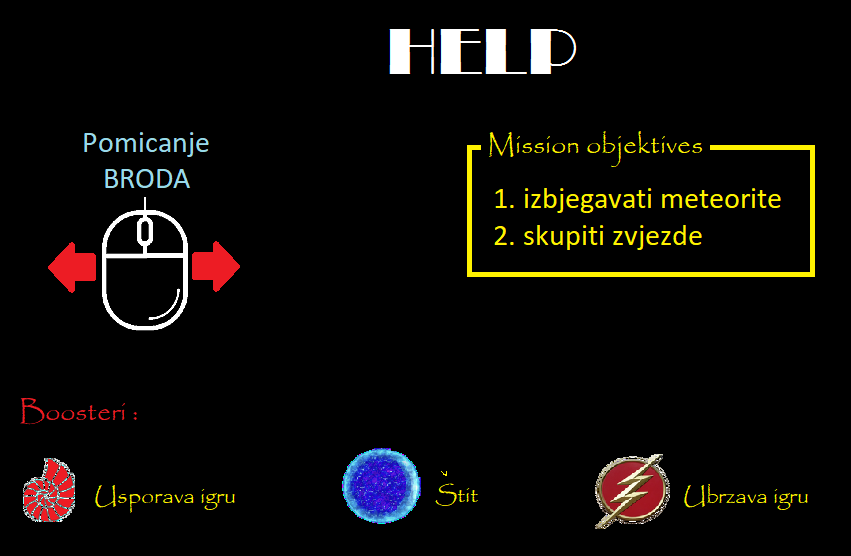 HELP
Pomicanje
BRODA
Mission objektives
1. izbjegavati meteorite
2. skupiti zvjezde
Boosteri :
Usporava igru
Štit
Ubrzava igru